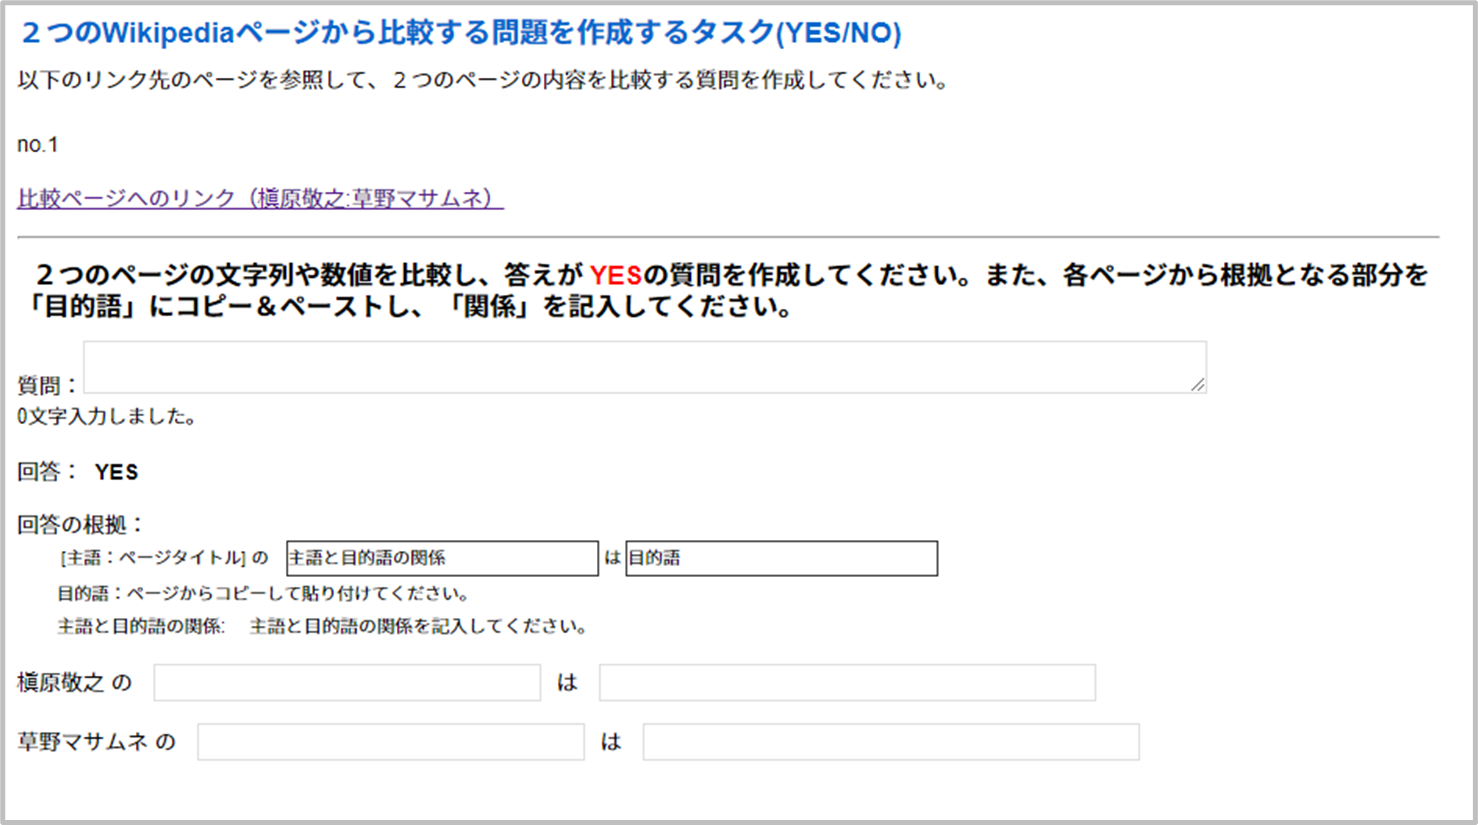 ２つのWikipediaページから比較する問題を作成するタスク(YES/NO)
以下のリンク先のページを参照して、２つのページの内容を比較する質問を作成してください。
no.1
比較ページへのリンク（槇原敬之:草野マサムネ）
２つのページの文字列や数値を比較し、答えが YESの質問を作成してください。また、各ページから根拠となる部分を
「目的語」にコピー＆ペーストし、「関係」を記入してください。
質問：
0文字入力しました。
回答： YES
回答の根拠：
[主語：ページタイトル] の 主語と目的語の関係 は 目的語
目的語：ページからコピーして貼り付けてください。
主語と目的語の関係: 主語と目的語の関係を記入してください。
槇原敬之 の は
草野マサムネ の は